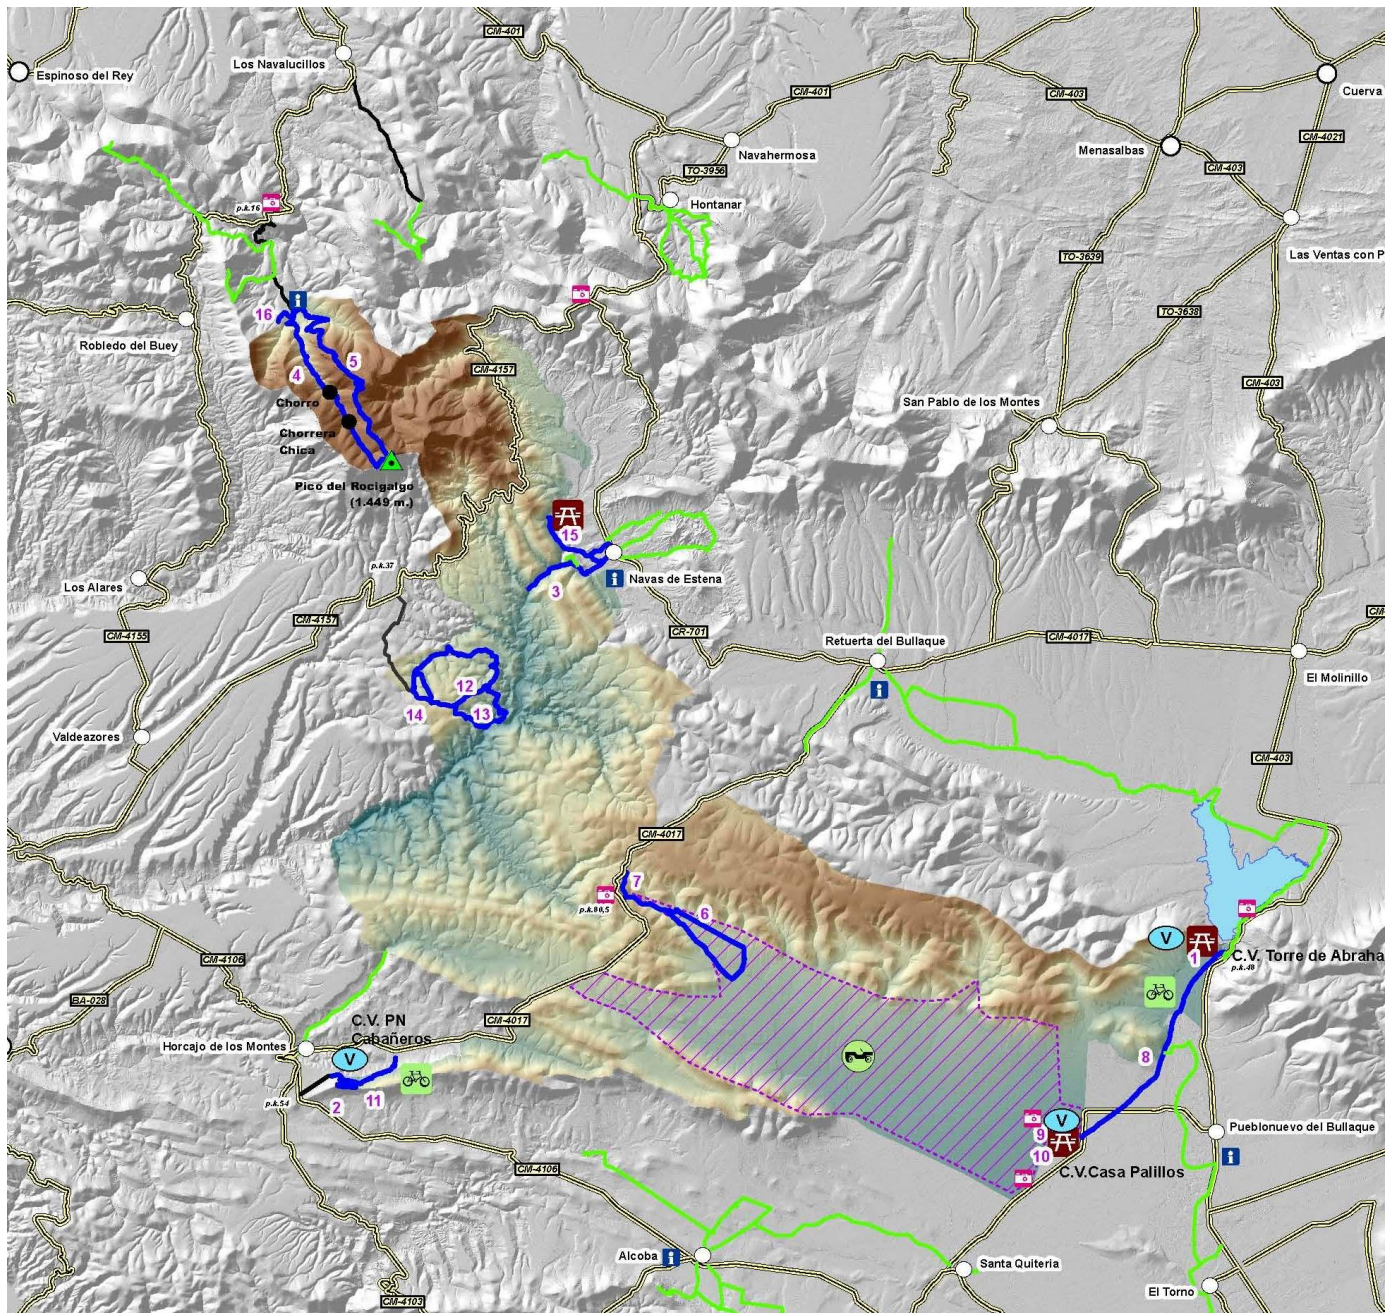 CM-401
Los Navalucillos
Espinoso del Rey
Cuerva
CM-401
CM-403
CM-4021
Menasalbas
Navahermosa
TO-3956
CM-403
Hontanar
p.k.16
Las Ventas con P
TO-3639
16
TO-3638
Robledo del Buey
5
4
CM-4157
CM-403
Chorro
San Pablo de los Montes
Chorrera
Chica
Pico del Rocigalgo
(1.449 m.)
15
p.k.37
Navas de Estena
Los Alares
3
CM-4157
CR-701
CM-4155
Retuerta del Bullaque
CM-4017
CM-
El Molinillo
12
14
13
Valdeazores
CM-403
CM-4017
7
p.k.80,5
6
V
1
C.V. Torre de Abraha
p.k.48
CM-4106
BA-028
C.V. PN
Cabañeros
CM-4017
Horcajo de los Montes
V
8
2
11
p.k.54
V
9
10
Pueblonuevo del Bullaque
C.V.Casa Palillos
CM-4106
Alcoba
Santa Quiteria
El Torno
CM-4103